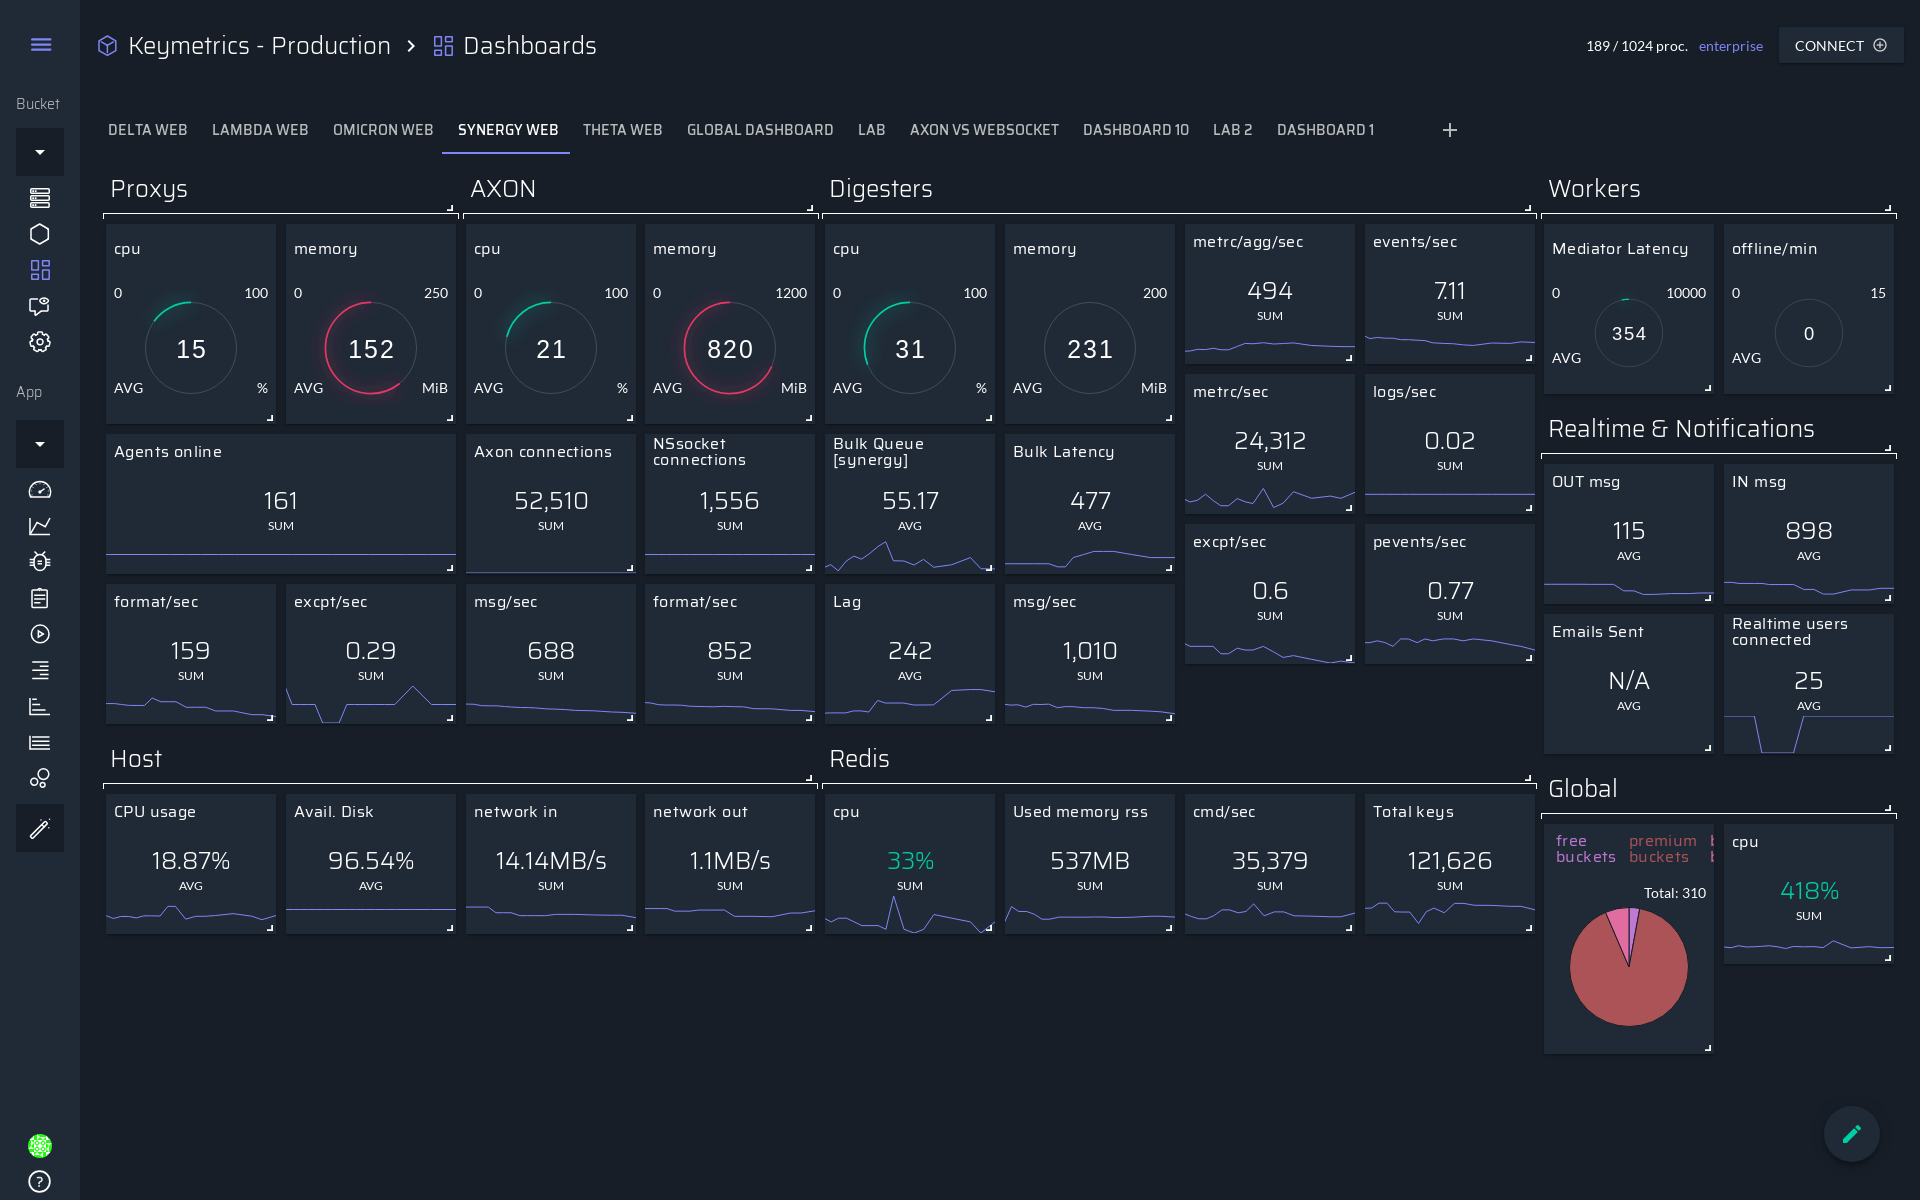 Keymetrics - Production
Dashboards
189 / 1024 proc.
enterprise
CONNECT
Bucket
App
DELTA WEB
LAMBDA WEB
OMICRON WEB
SYNERGY WEB
THETA WEB
GLOBAL DASHBOARD
LAB
AXON VS WEBSOCKET
DASHBOARD 10
LAB 2
DASHBOARD 1
Proxys
cpu
0
100
15
AVG
%
memory
0
250
152
AVG
MiB
Agents online
161
SUM
format/sec
159
SUM
excpt/sec
0.29
SUM
AXON
cpu
0
100
21
AVG
%
memory
0
1200
820
AVG
MiB
Axon connections
52,510
SUM
NSsocket
connections
1,556
SUM
msg/sec
688
SUM
format/sec
852
SUM
Digesters
cpu
0
100
31
AVG
%
memory
200
231
AVG
MiB
metrc/agg/sec
494
SUM
events/sec
7.11
SUM
metrc/sec
24,312
SUM
logs/sec
0.02
SUM
Bulk Queue
[synergy]
55.17
AVG
Bulk Latency
477
AVG
excpt/sec
0.6
SUM
pevents/sec
0.77
SUM
Lag
242
AVG
msg/sec
1,010
SUM
Workers
Mediator Latency
0
10000
354
AVG
offline/min
0
15
0
AVG
Realtime & Notifications
OUT msg
115
AVG
IN msg
898
AVG
Emails Sent
N/A
AVG
Realtime users
connected
25
AVG
Host
CPU usage
18.87%
AVG
Avail. Disk
96.54%
AVG
network in
14.14MB/s
SUM
network out
1.1MB/s
SUM
Redis
cpu
33%
SUM
Used memory rss
537MB
SUM
cmd/sec
35,379
SUM
Total keys
121,626
SUM
Global
free
buckets
premium
buckets
Total: 310
cpu
418%
SUM
?